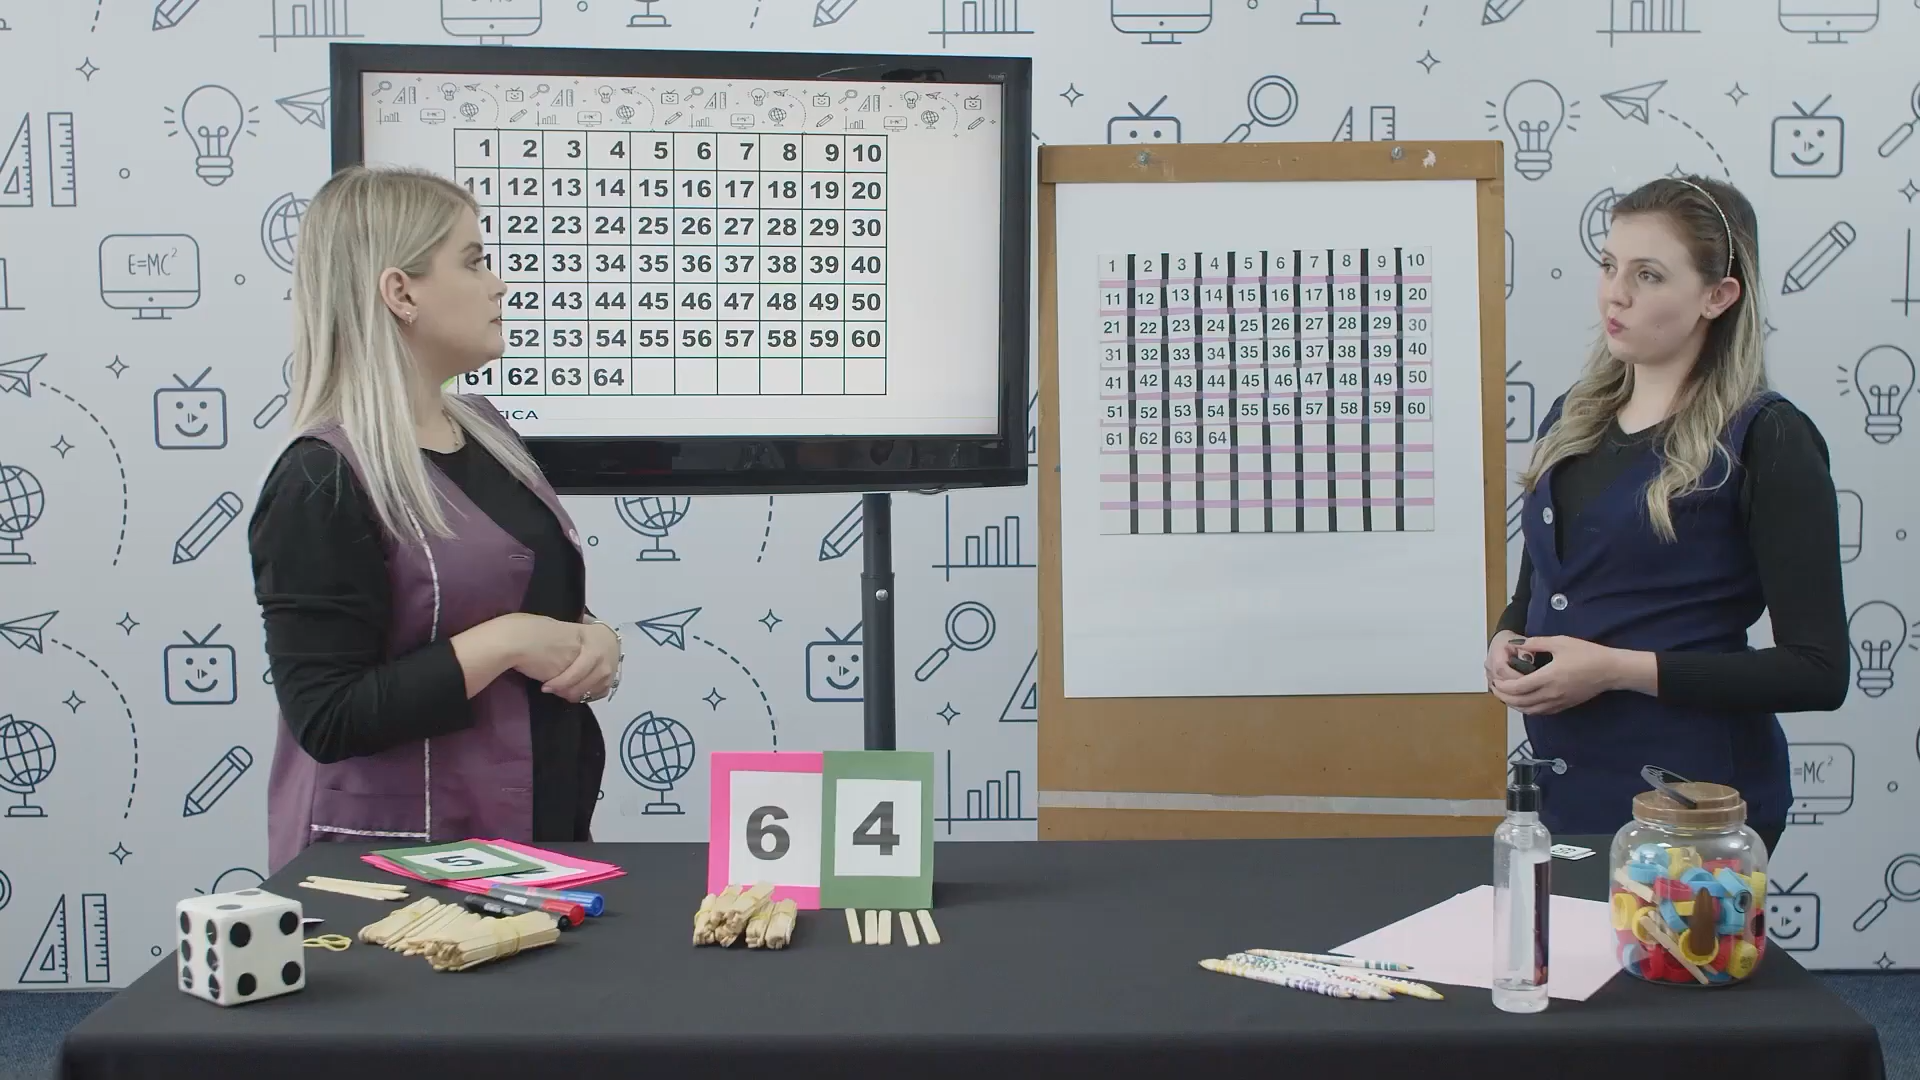 1 2 3 4 5 6 7 8 9 10
11 12 13 14 15 16 17 18 19 20
1 22 23 24 25 26 27 28 29 30
1 32 33 34 35 36 37 38 39 40
42 43 44 45 46 47 48 49 50
52 53 54 55 56 57 58 59 60
61 62 63 64
TICA
1 2 3 4 5 6 7 8 9 10
11 12 13 14 15 16 17 18 19 20
21 22 23 24 25 26 27 28 29 30
31 32 33 34 35 36 37 38 39 40
41 42 43 44 45 46 47 48 49 50
51 52 53 54 55 56 57 58 59 60
61 62 63 64
E=MC²
=MC²
6 4
5